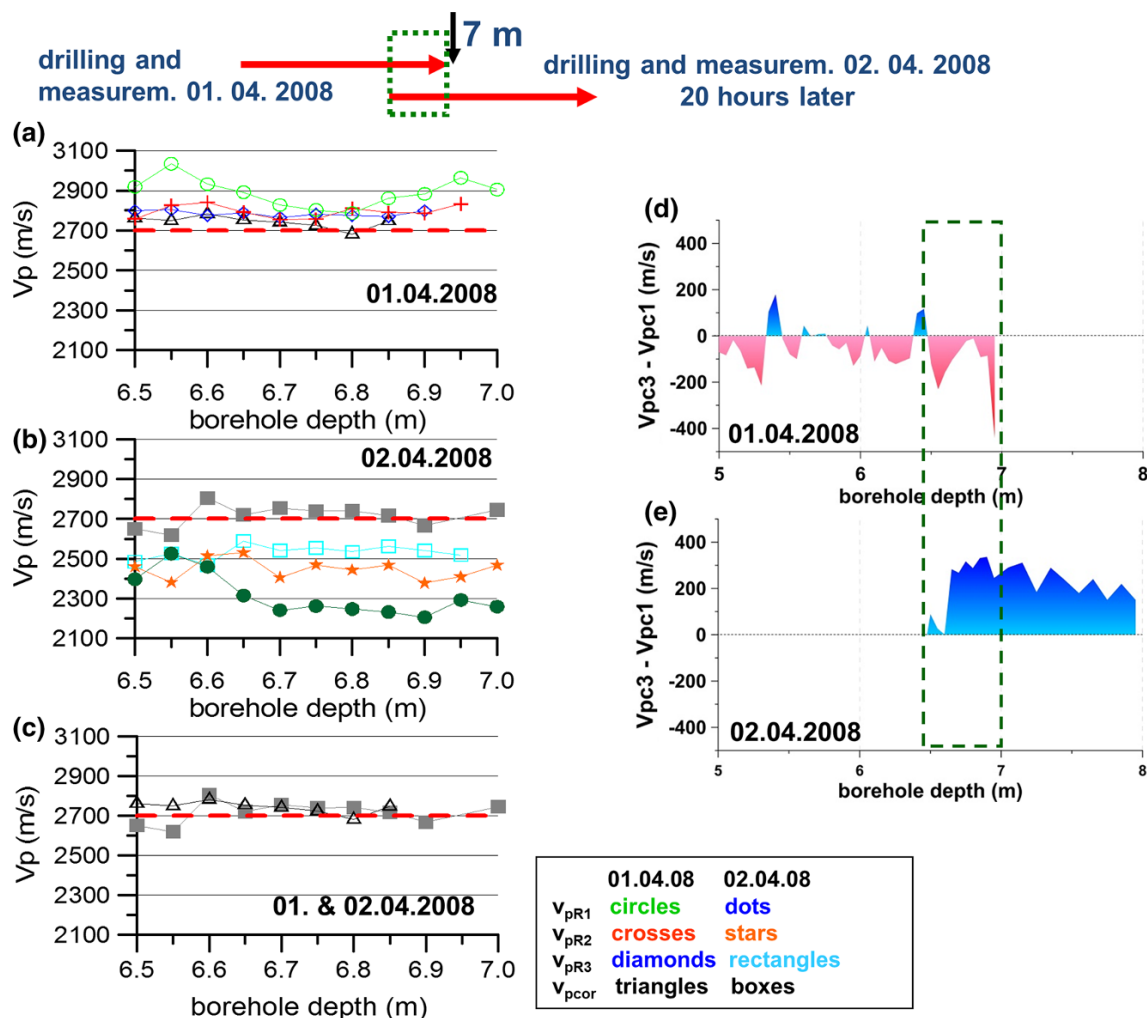 7 m
drilling and
measurem. 01. 04. 2008
drilling and measurem. 02. 04. 2008
20 hours later
(a)
3100
2900
2700
2500
2300
2100
Vp (m/s)
01.04.2008
6.5 6.6 6.7 6.8 6.9 7.0
borehole depth (m)
(b)
3100
2900
2700
2500
2300
2100
Vp (m/s)
02.04.2008
6.5 6.6 6.7 6.8 6.9 7.0
borehole depth (m)
(c)
3100
2900
2700
2500
2300
2100
Vp (m/s)
01. & 02.04.2008
6.5 6.6 6.7 6.8 6.9 7.0
borehole depth (m)
(d)
400
200
0
-200
-400
Vpc3 - Vpc1 (m/s)
01.04.2008
5 6 7 8
borehole depth (m)
(e)
400
200
0
-200
-400
Vpc3 - Vpc1 (m/s)
02.04.2008
5 6 7 8
borehole depth (m)
01.04.08 02.04.08
vpR1 circles dots
vpR2 crosses stars
vpR3 diamonds rectangles
vpcor triangles boxes